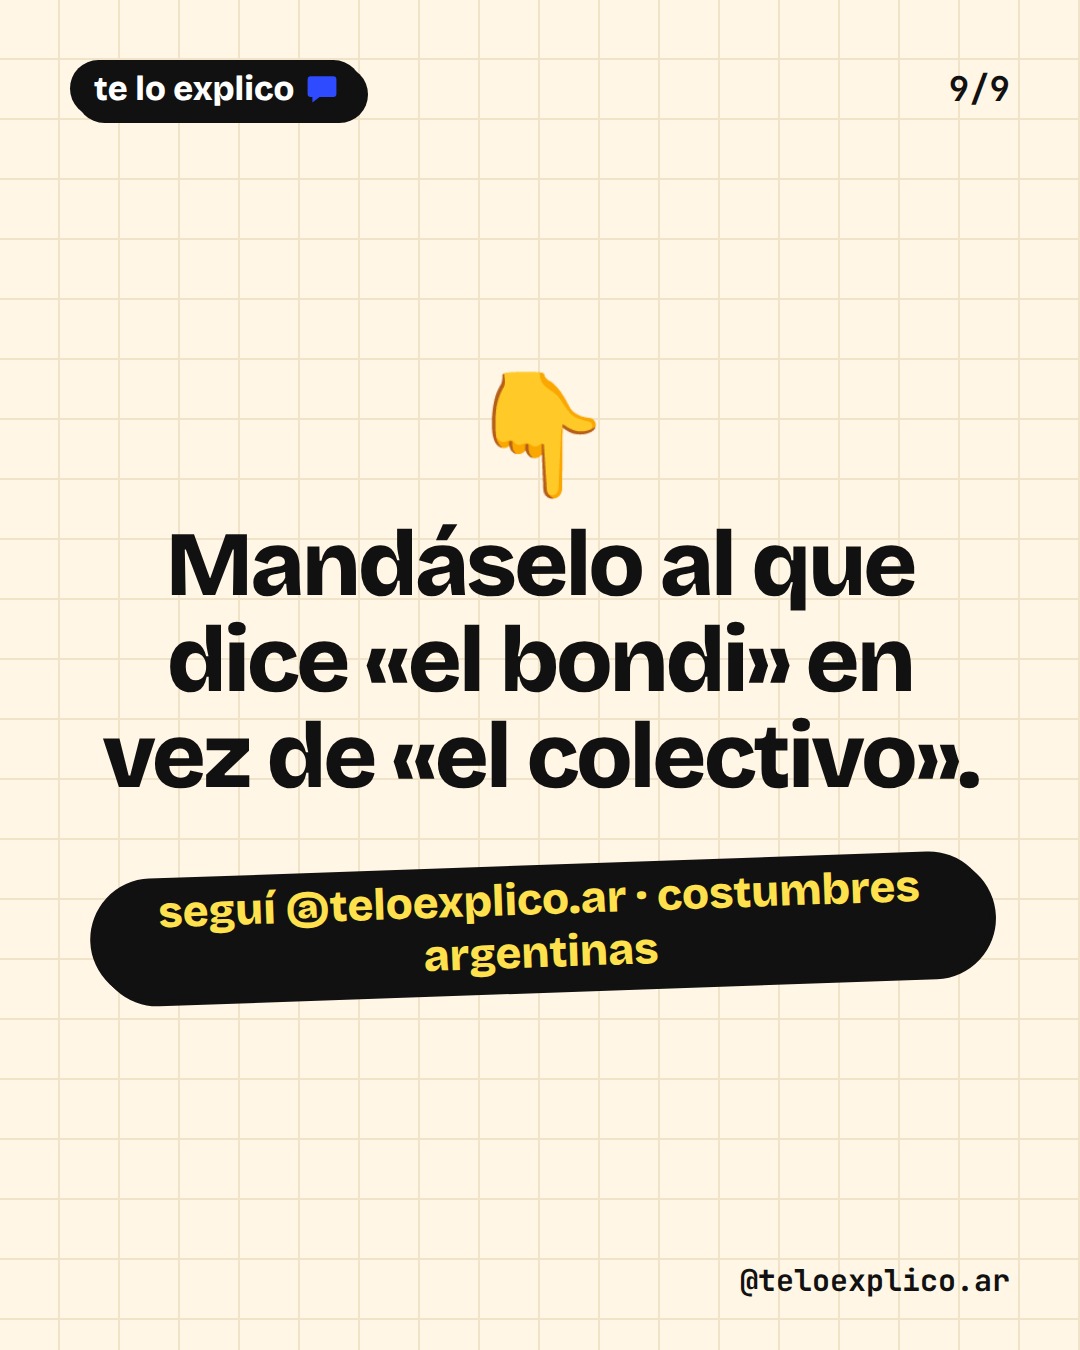 te lo explico
9/9
Mandáselo al que
dice «el bondi» en
vez de «el colectivo».
seguí @teloexplico.ar · costumbres
argentinas
@teloexplico.ar